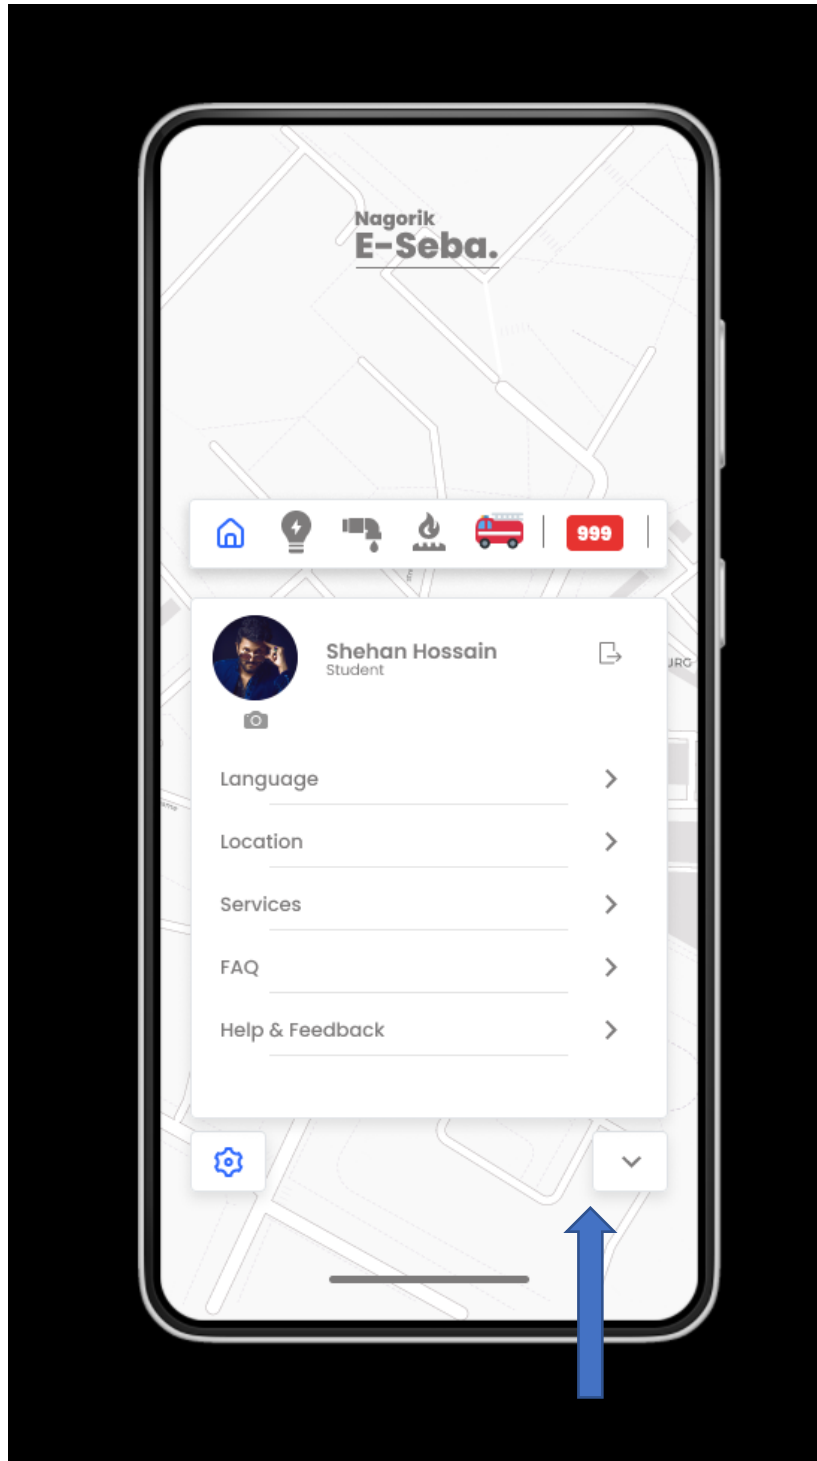 Nagorik
E-Seba.
999
Shehan Hossain
Student
Language
Location
Services
FAQ
Help & Feedback